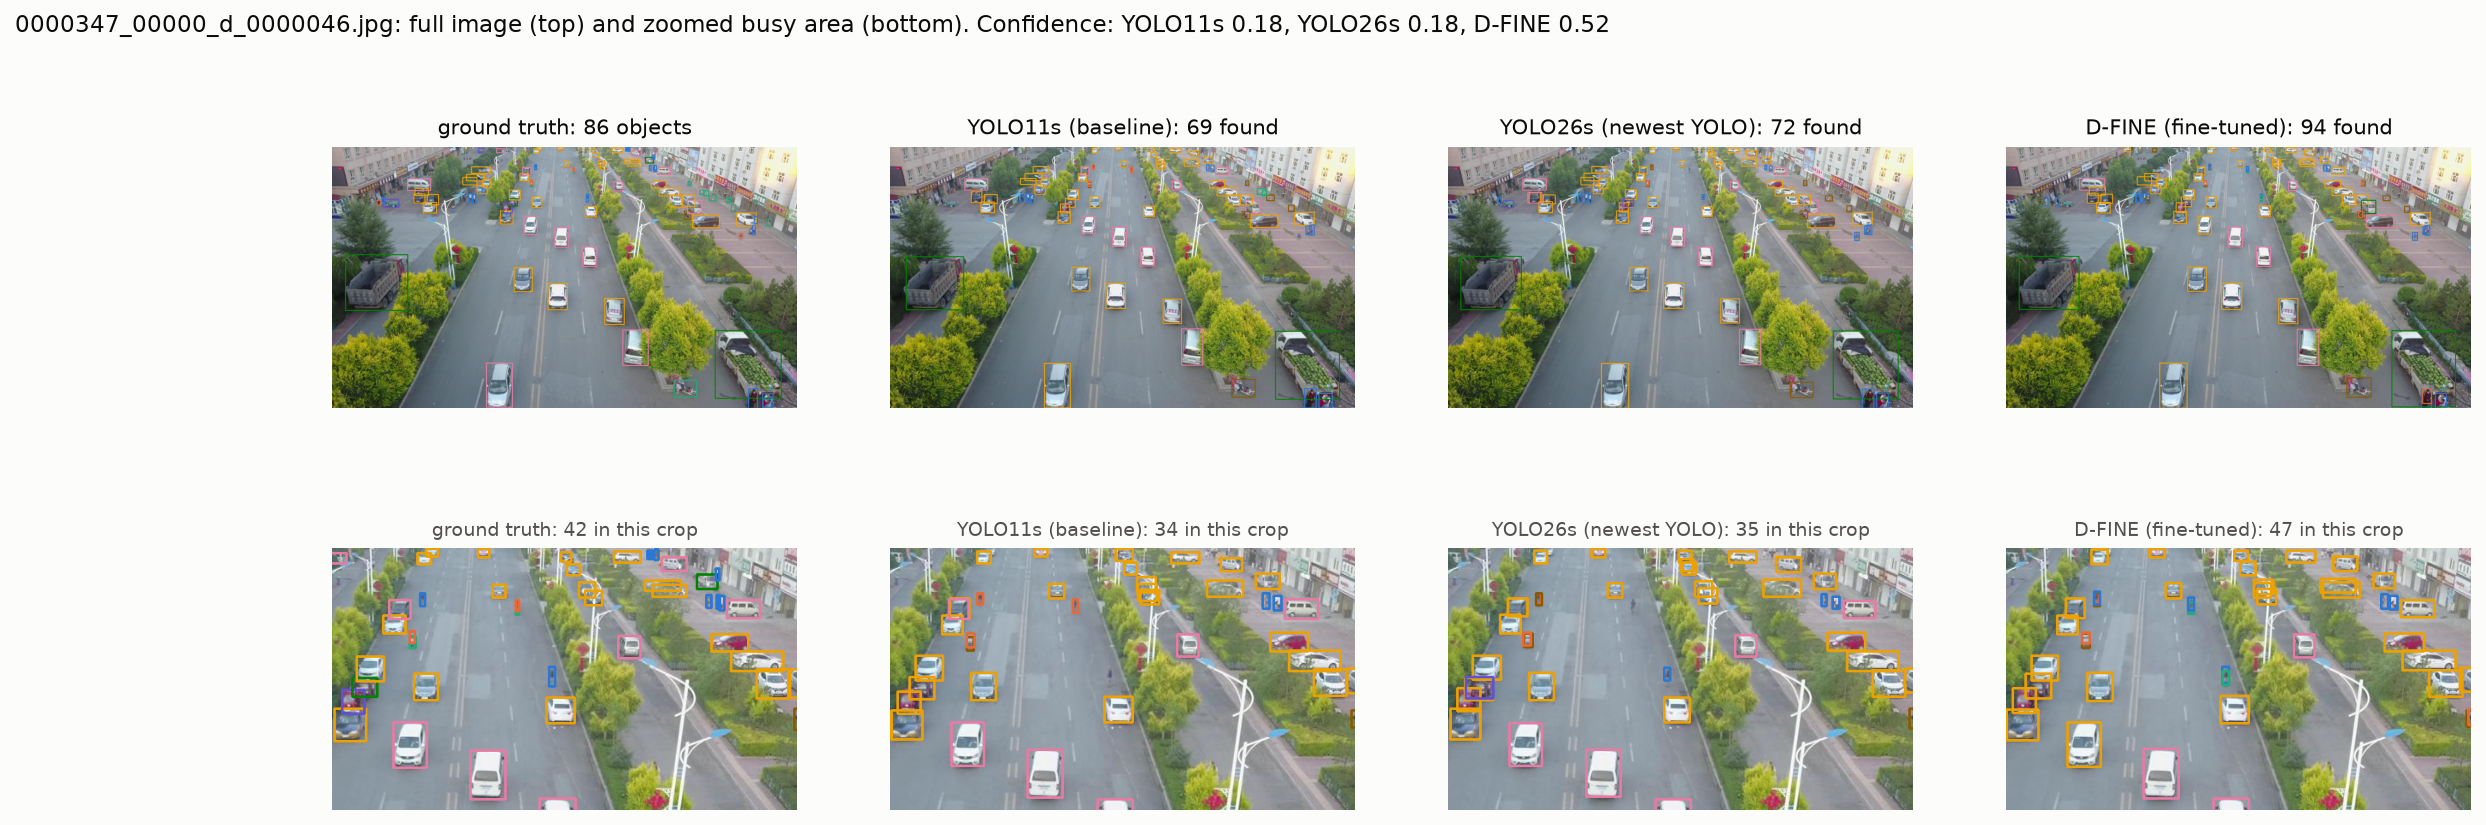 0000347_00000_d_0000046.jpg: full image (top) and zoomed busy area (bottom). Confidence: YOLO11s 0.18, YOLO26s 0.18, D-FINE 0.52
ground truth: 86 objects
YOLO11s (baseline): 69 found
YOLO26s (newest YOLO): 72 found
D-FINE (fine-tuned): 94 found
ground truth: 42 in this crop
YOLO11s (baseline): 34 in this crop
YOLO26s (newest YOLO): 35 in this crop
D-FINE (fine-tuned): 47 in this crop